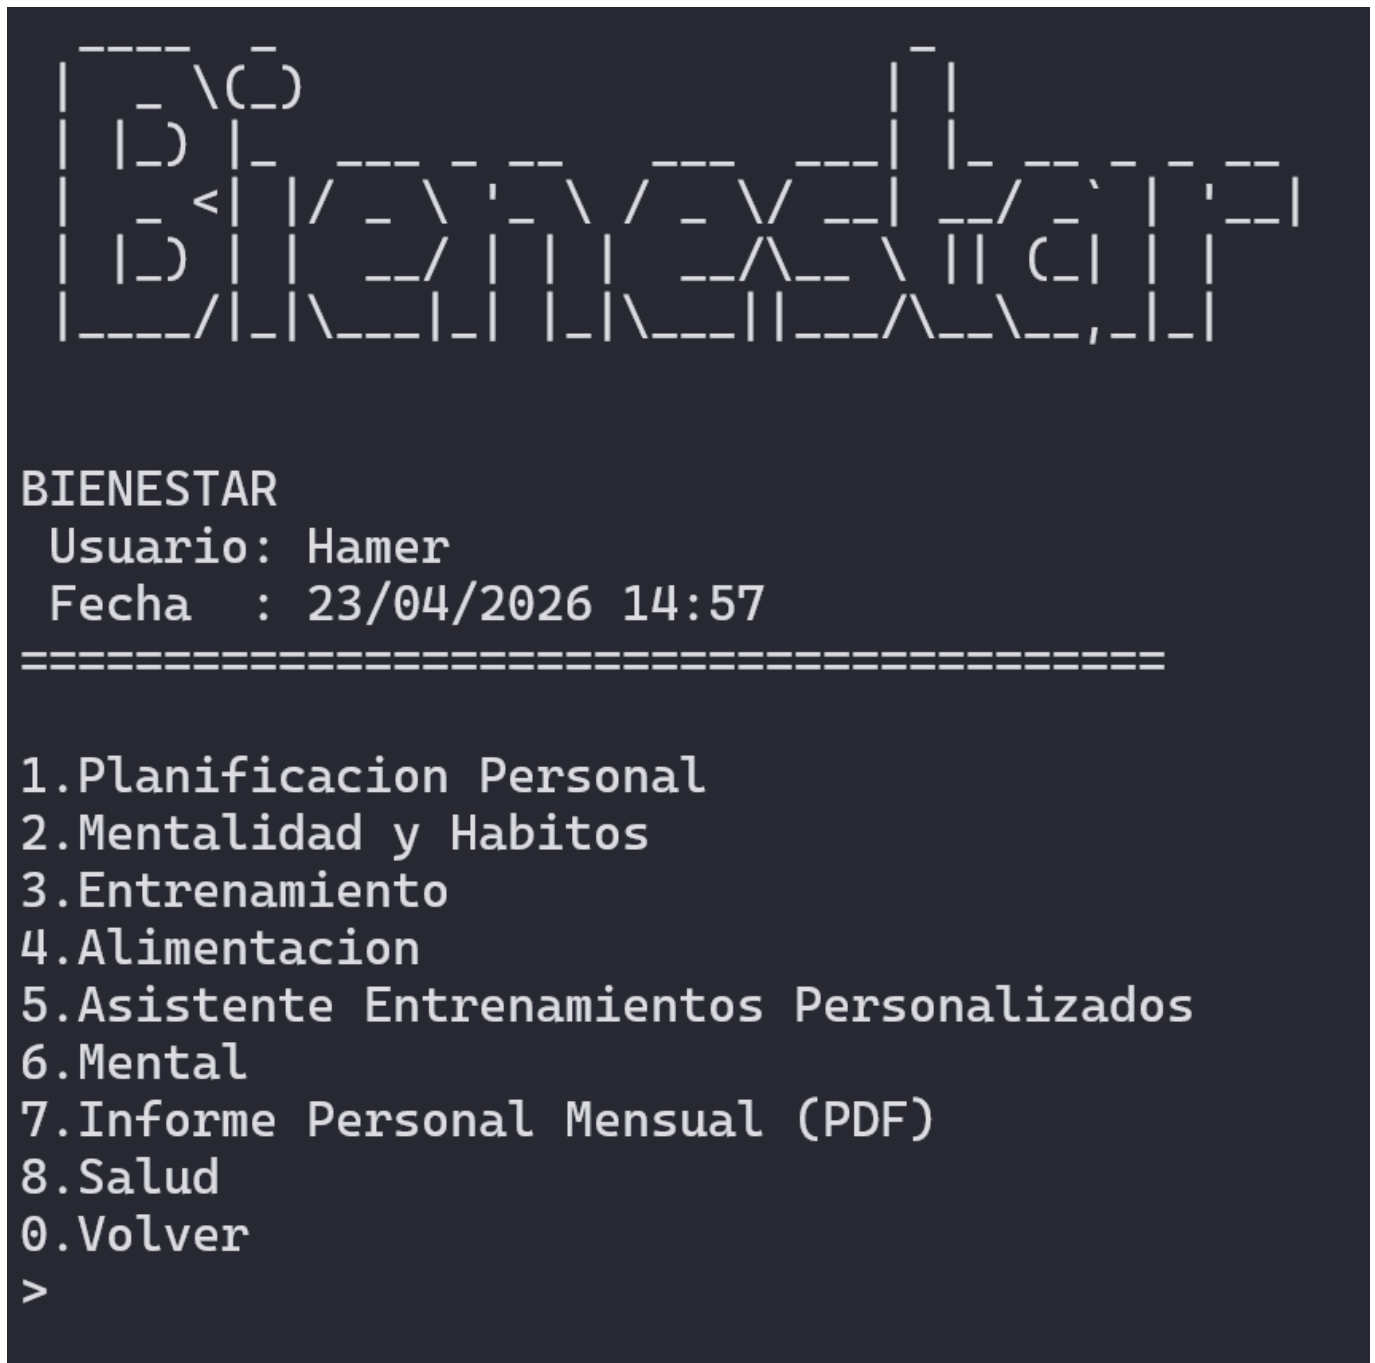 Bienestar
BIENESTAR
Usuario: Hamer
Fecha  : 23/04/2026 14:57
========================================
1.Planificacion Personal
2.Mentalidad y Habitos
3.Entrenamiento
4.Alimentacion
5.Asistente Entrenamientos Personalizados
6.Mental
7.Informe Personal Mensual (PDF)
8.Salud
0.Volver
>